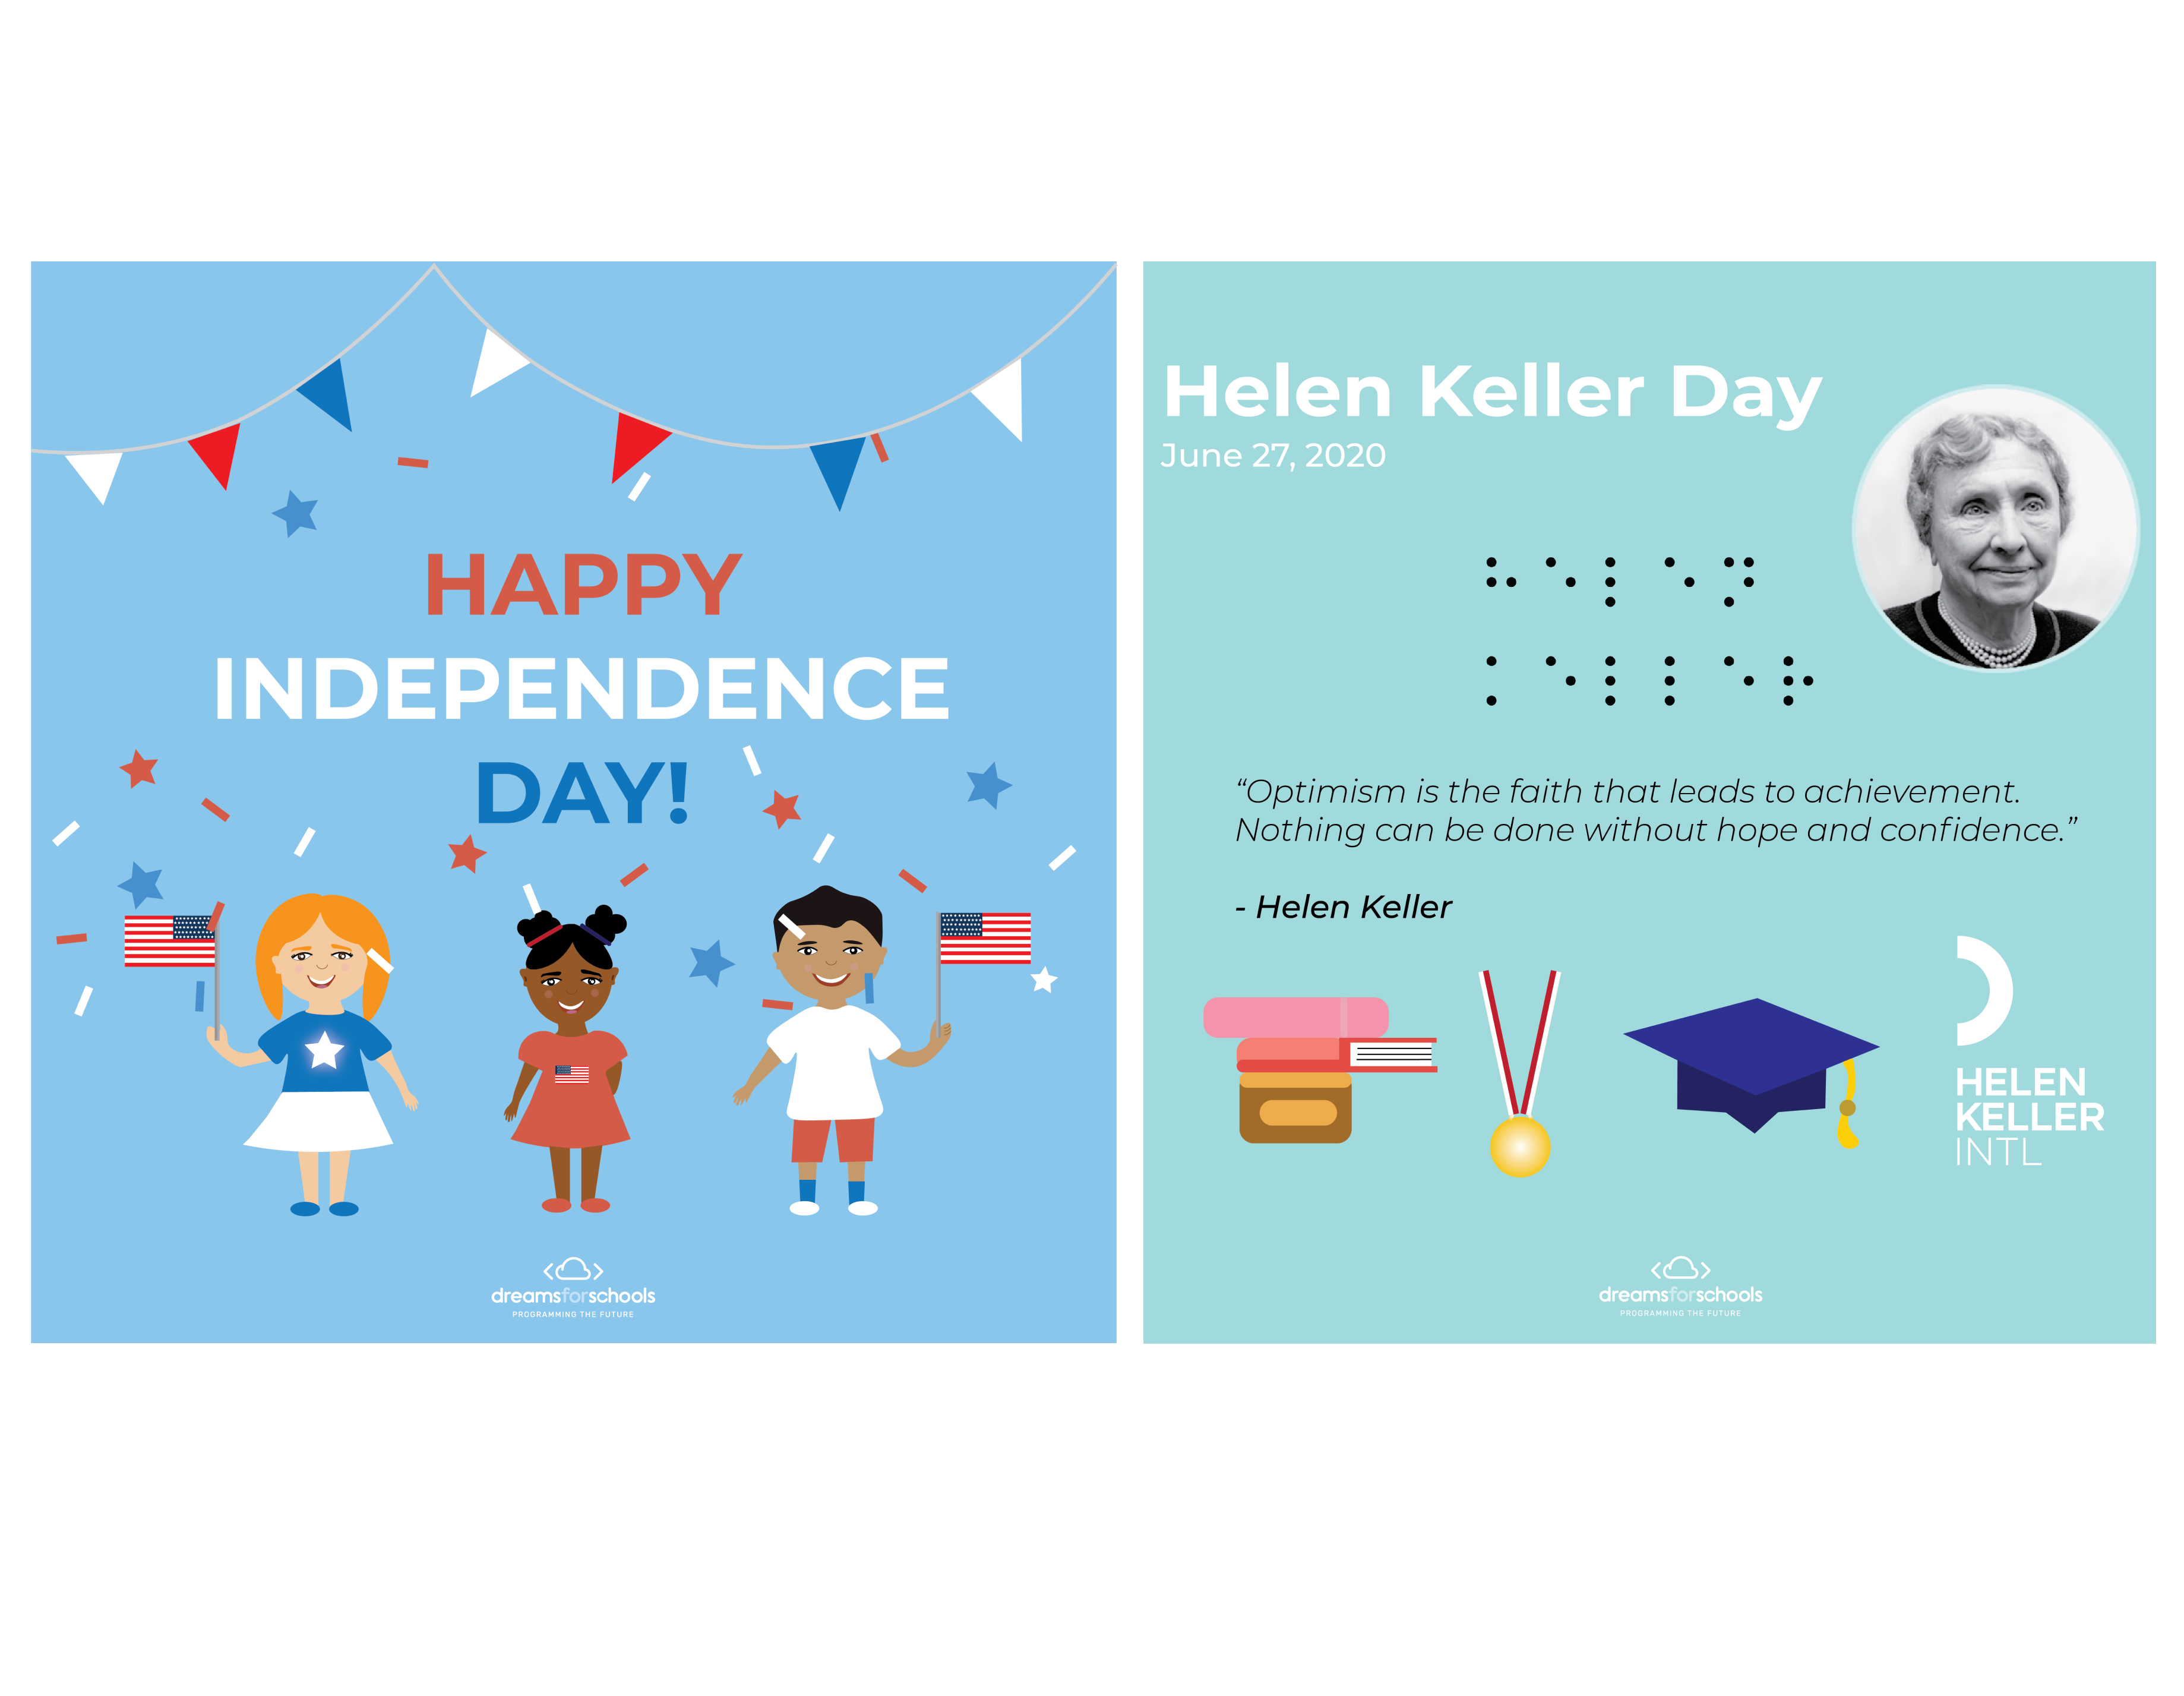 HAPPY
INDEPENDENCE
DAY!
dreamsforschools
PROGRAMMING THE FUTURE
Helen Keller Day
June 27, 2020
⠓⠑⠇⠑⠝
⠅⠑⠇⠇⠑⠗
“Optimism is the faith that leads to achievement.
Nothing can be done without hope and confidence.”
- Helen Keller
HELEN
KELLER
INTL
dreamsforschools
PROGRAMMING THE FUTURE